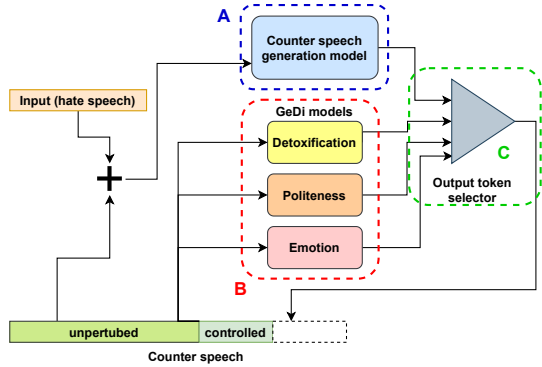 A
Counter speech
generation model
Input (hate speech)
GeDi models
Detoxification
Politeness
Emotion
B
C
Output token
selector
unpertubed
controlled
Counter speech